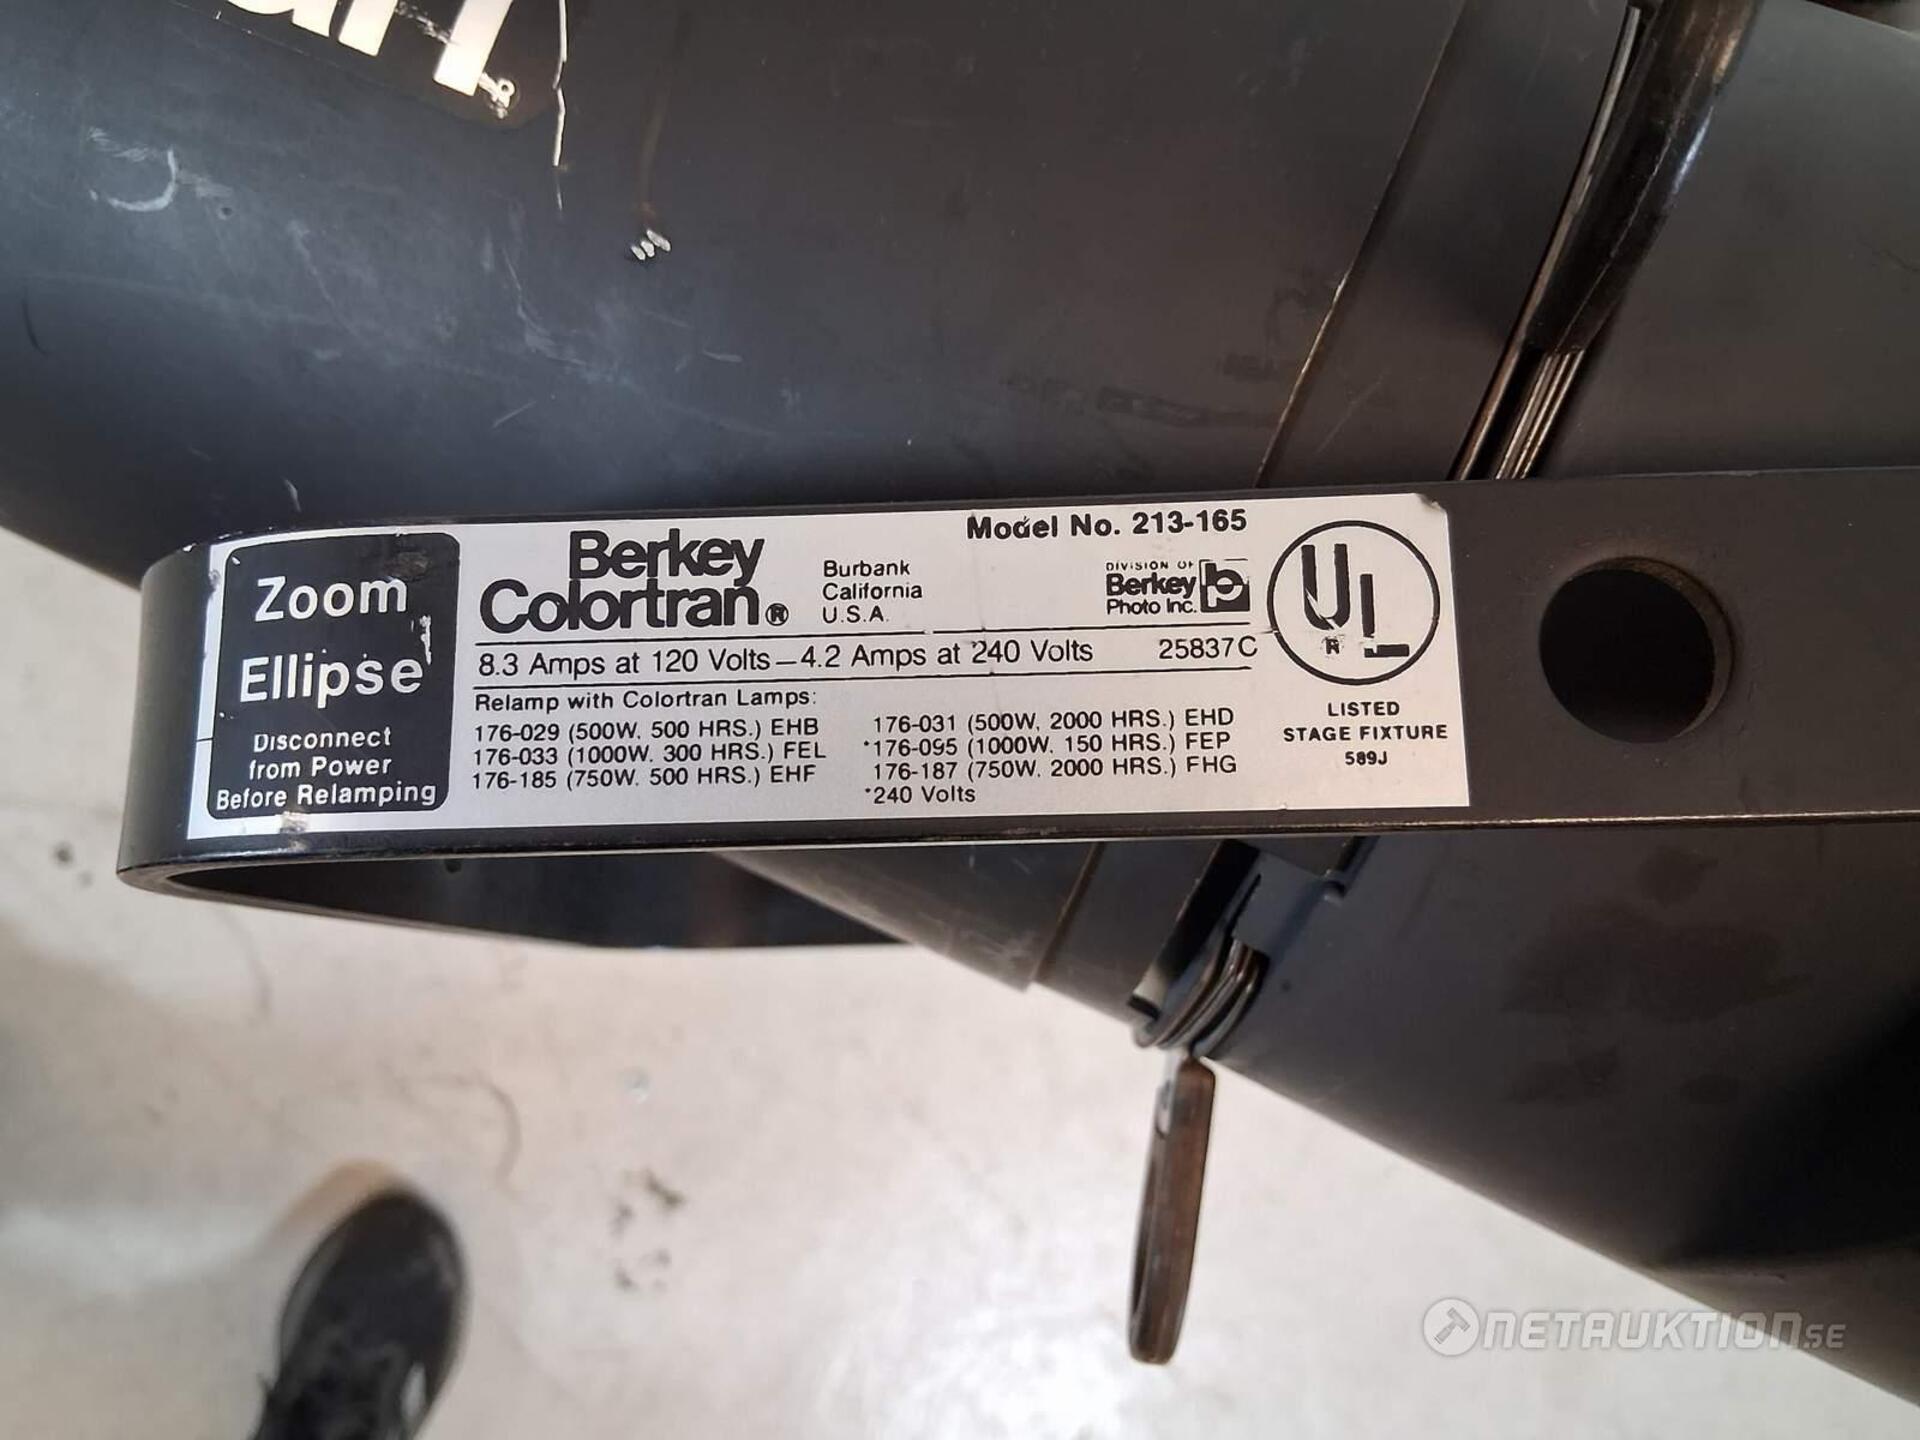 Zoom
Ellipse
Disconnect
from Power
Before Relamping
Berkey
Colortran®
Burbank
California
U.S.A.
Model No. 213-165
DIVISION OF
Berkey
Photo Inc.
8.3 Amps at 120 Volts—4.2 Amps at 240 Volts 25837C
Relamp with Colortran Lamps:
176-029 (500W. 500 HRS.) EHB 176-031 (500W. 2000 HRS.) EHD
176-033 (1000W. 300 HRS.) FEL *176-095 (1000W. 150 HRS.) FEP
176-185 (750W. 500 HRS.) EHF 176-187 (750W. 2000 HRS.) FHG
*240 Volts
UL
®
LISTED
STAGE FIXTURE
589J
NETAUKTION.SE